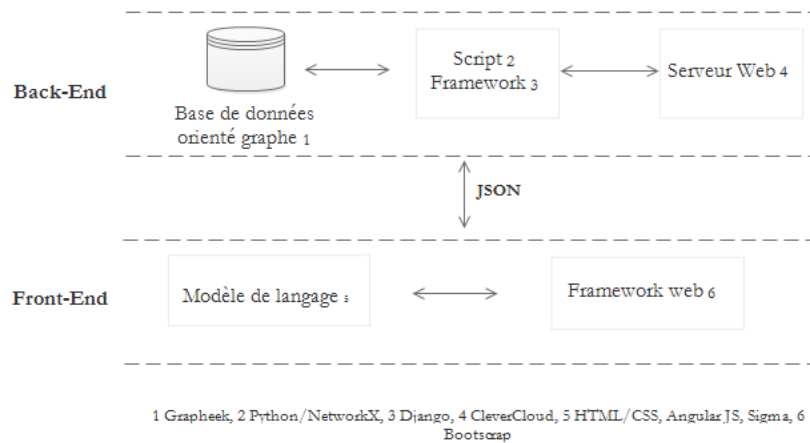 Back-End
Base de données
orienté graphe 1
Script 2
Framework 3
Serveur Web 4
JSON
Front-End
Modèle de langage 5
Framework web 6
1 Grapheek, 2 Python/NetworkX, 3 Django, 4 CleverCloud, 5 HTML/CSS, Angular JS, Sigma, 6
Bootsrap